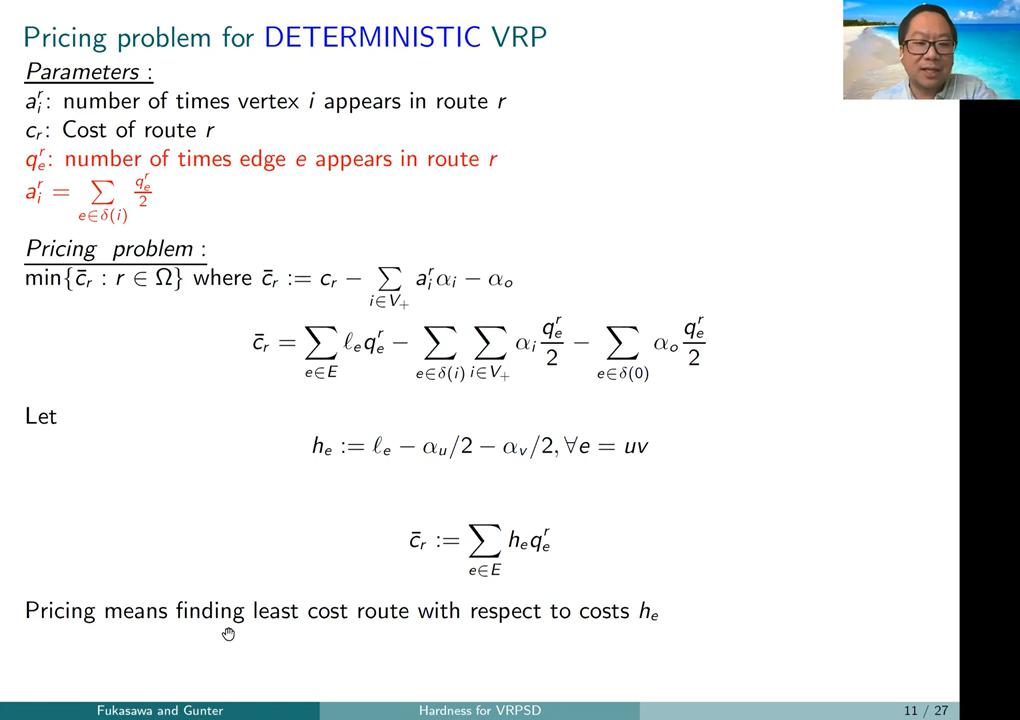 Pricing problem for DETERMINISTIC VRP
Parameters :
a_i^r: number of times vertex i appears in route r
c_r: Cost of route r
q_e^r: number of times edge e appears in route r
a_i^r = ∑_{e∈δ(i)} q_e^r/2
Pricing problem :
min{c̄_r : r ∈ Ω} where c̄_r := c_r − ∑_{i∈V_+} a_i^r α_i − α_o
c̄_r = ∑_{e∈E} ℓ_e q_e^r − ∑_{e∈δ(i)} ∑_{i∈V_+} α_i q_e^r/2 − ∑_{e∈δ(0)} α_o q_e^r/2
Let
h_e := ℓ_e − α_u/2 − α_v/2, ∀e = uv
c̄_r := ∑_{e∈E} h_e q_e^r
Pricing means finding least cost route with respect to costs h_e
Fukasawa and Gunter
Hardness for VRPSD
11 / 27